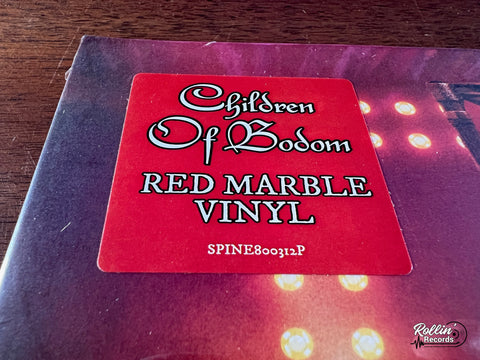 Children
Of Bodom
RED MARBLE
VINYL
SPINE800312P
Rollin'
Records